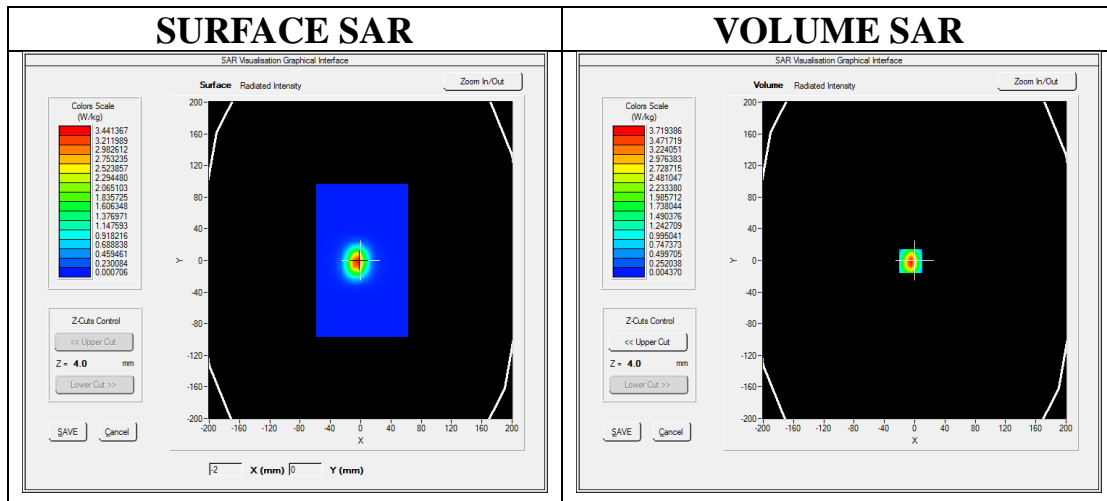 SURFACE SAR
VOLUME SAR
SAR Visualisation Graphical Interface
Surface Radiated Intensity
Zoom In/Out
Colors Scale
(W/kg)
3.441367
3.211989
2.982612
2.753235
2.523857
2.294480
2.065103
1.835725
1.606348
1.376971
1.147593
0.918216
0.688838
0.459461
0.230084
0.000706
Z-Cuts Control
<< Upper Cut
Z = 4.0 mm
Lower Cut >>
SAVE Cancel
200
160
120
80
40
Y 0
-40
-80
-120
-160
-200
-200 -160 -120 -80 -40 0 40 80 120 160 200
X
-2 X (mm) 0 Y (mm)
SAR Visualisation Graphical Interface
Volume Radiated Intensity
Zoom In/Out
Colors Scale
(W/kg)
3.719386
3.471719
3.224051
2.976383
2.728715
2.481047
2.233380
1.985712
1.738044
1.490376
1.242709
0.995041
0.747373
0.499705
0.252038
0.004370
Z-Cuts Control
<< Upper Cut
Z = 4.0 mm
Lower Cut >>
SAVE Cancel
200
160
120
80
40
Y 0
-40
-80
-120
-160
-200
-200 -160 -120 -80 -40 0 40 80 120 160 200
X